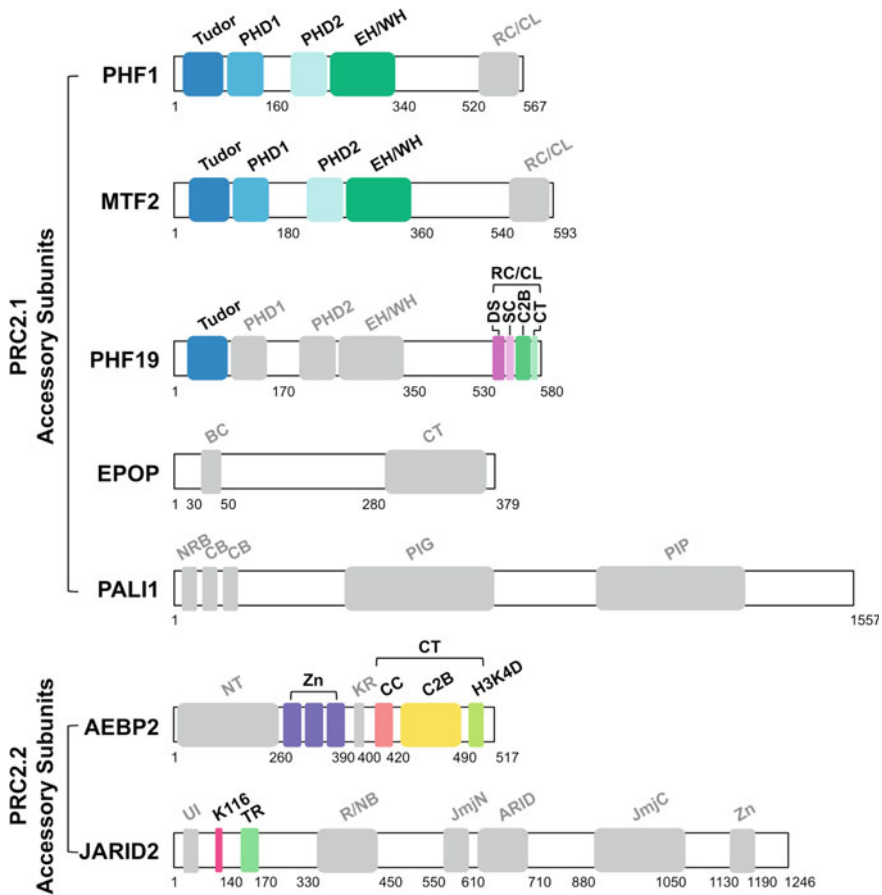 Tudor PHD1 PHD2 EH/WH RC/CL
PHF1
1 160 340 520 567
Tudor PHD1 PHD2 EH/WH RC/CL
MTF2
1 180 360 540 593
PRC2.1
Accessory Subunits
RC/CL
Tudor PHD1 PHD2 EH/WH DS SC C2B CT
PHF19
1 170 350 530 580
BC CT
EPOP
1 30 50 280 379
NRB CB CB PIG PIP
PALI1
1 1557
PRC2.2
Accessory Subunits
CT
NT Zn KR CC C2B H3K4D
AEBP2
1 260 390 400 420 490 517
UI K116 TR R/NB JmjN ARID JmjC Zn
JARID2
1 140 170 330 450 550 610 710 880 1050 1130 1190 1246